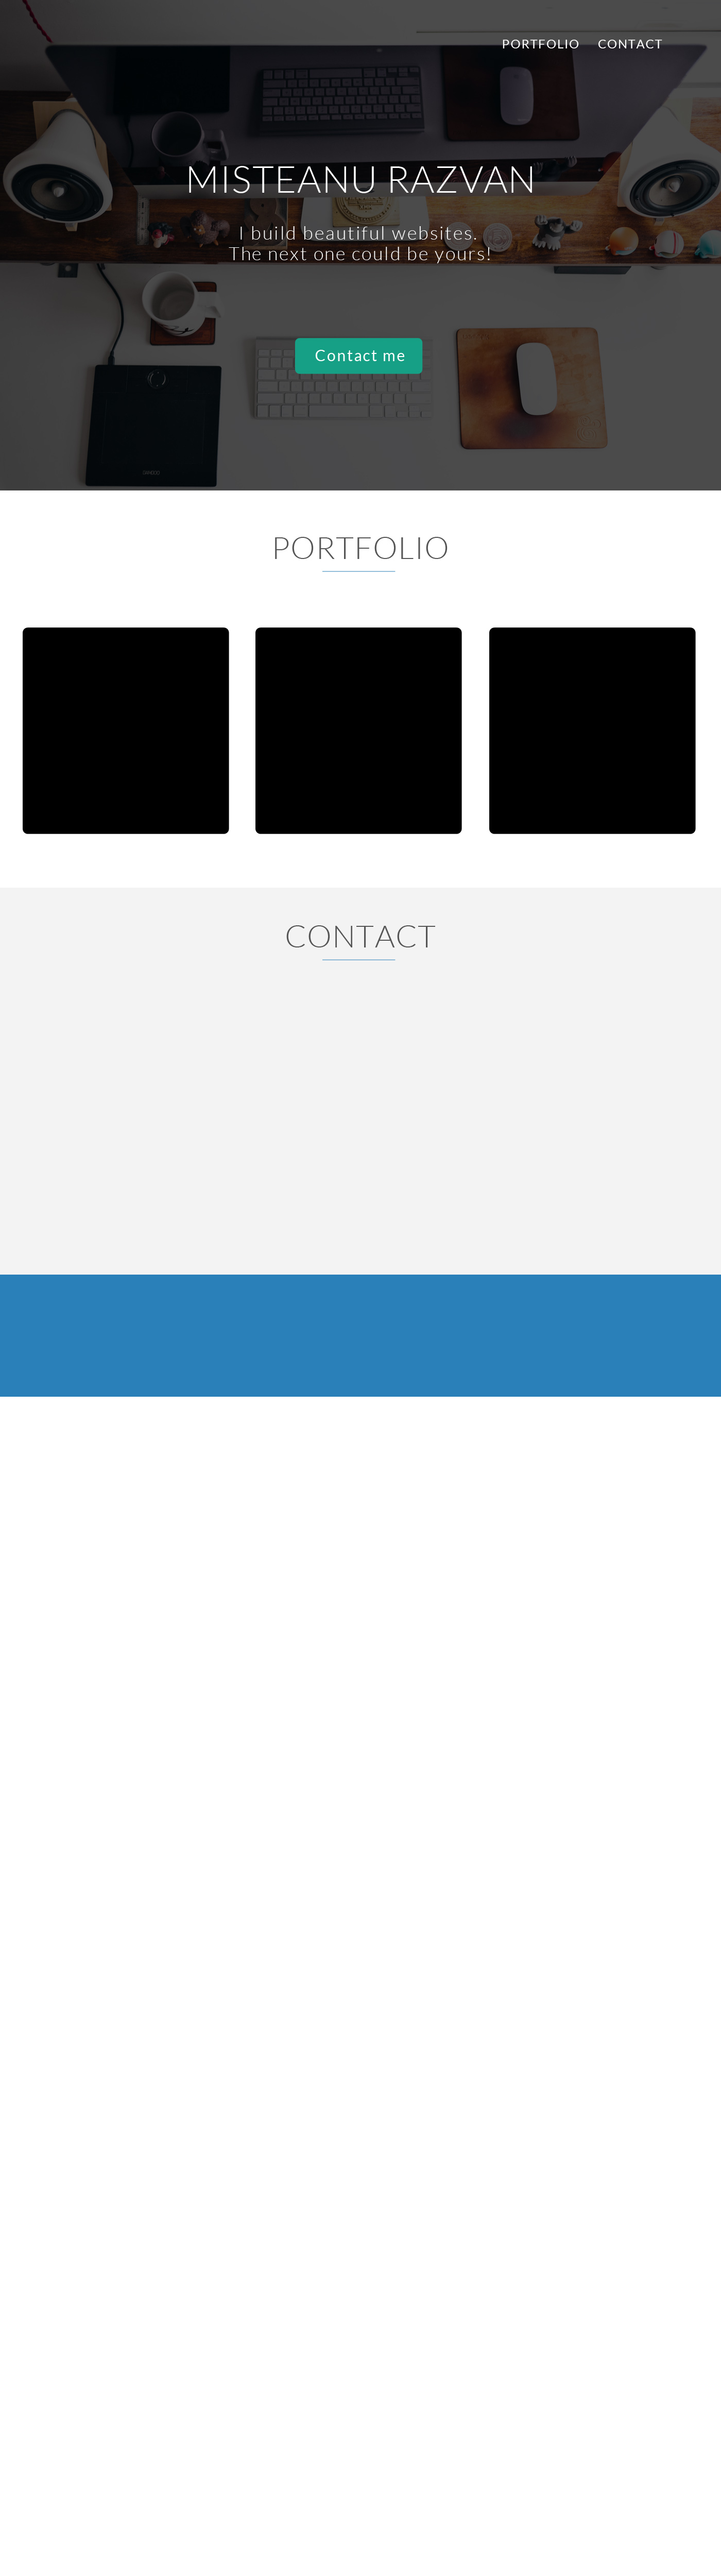 PORTFOLIO CONTACT
MISTEANU RAZVAN
I build beautiful websites.
The next one could be yours!
Contact me
PORTFOLIO
CONTACT